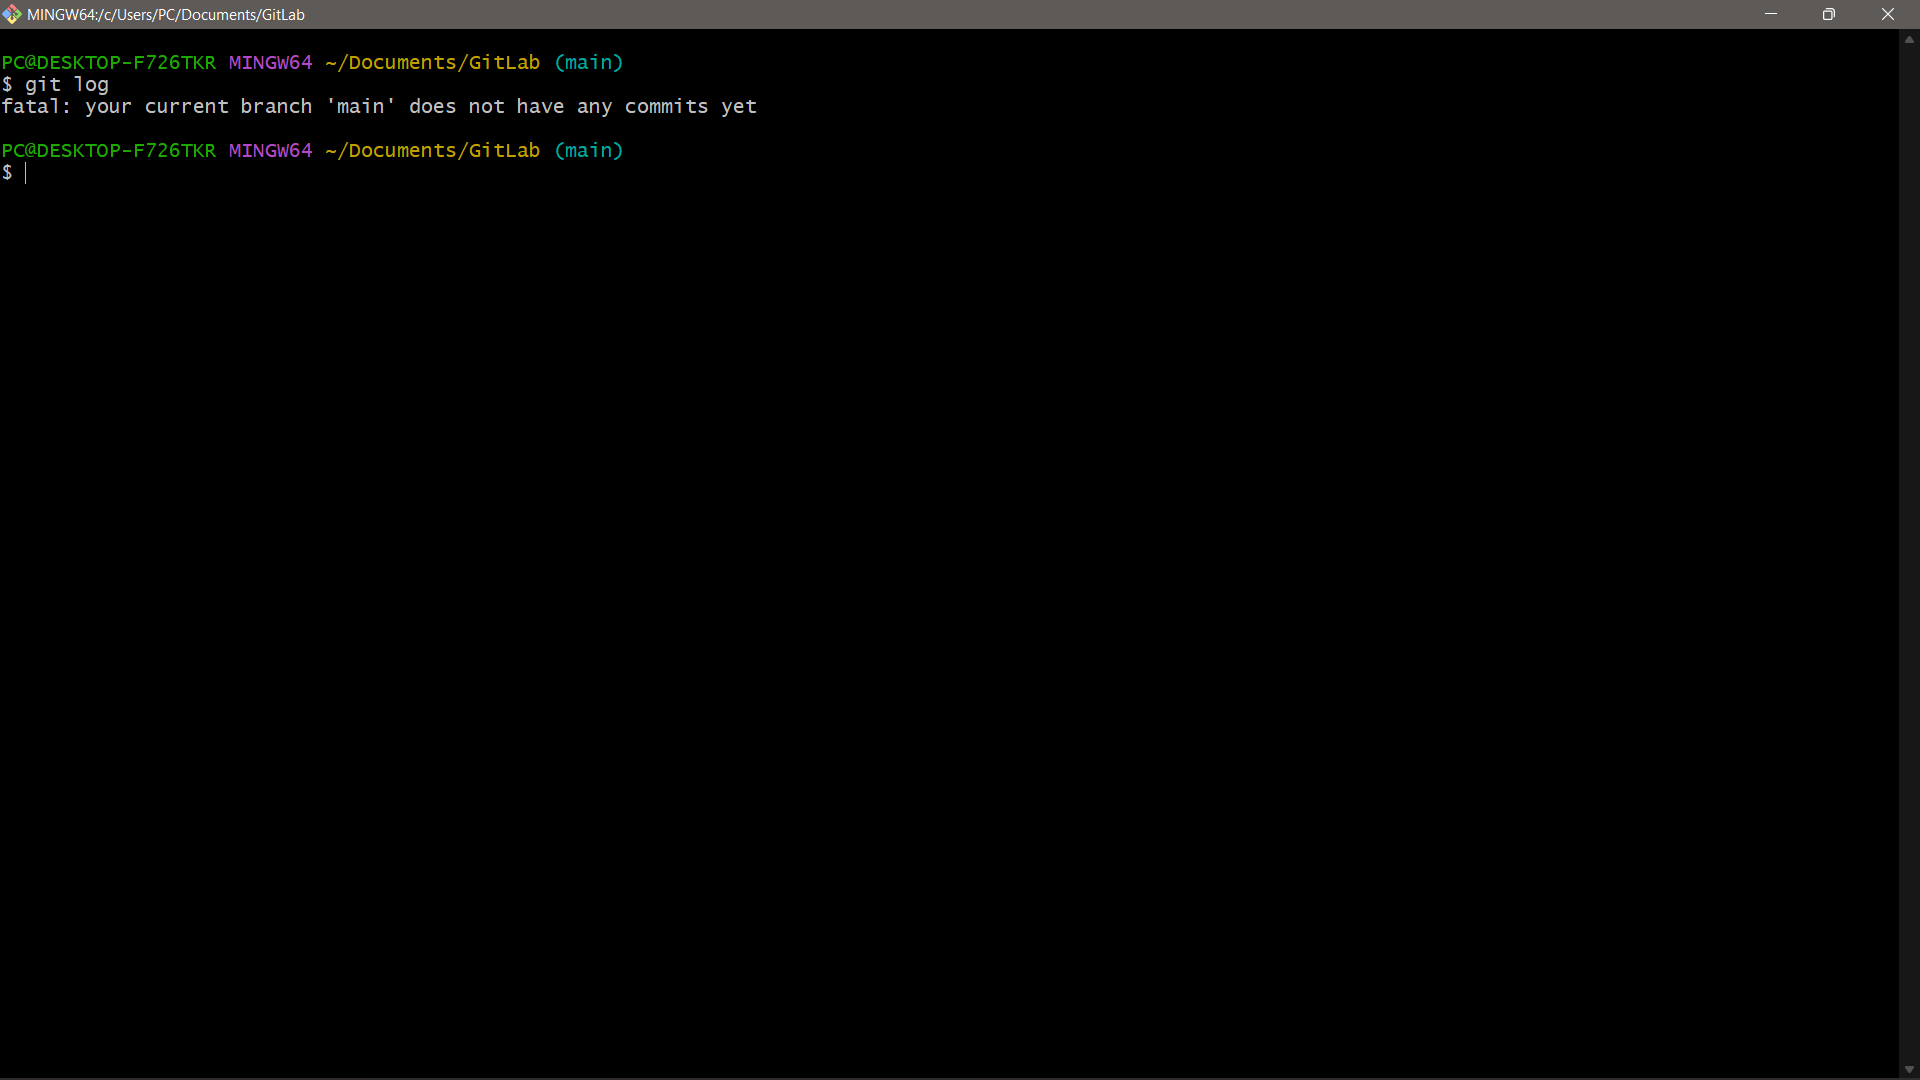 MINGW64:/c/Users/PC/Documents/GitLab
PC@DESKTOP-F726TKR MINGW64 ~/Documents/GitLab (main)
$ git log
fatal: your current branch 'main' does not have any commits yet
PC@DESKTOP-F726TKR MINGW64 ~/Documents/GitLab (main)
$